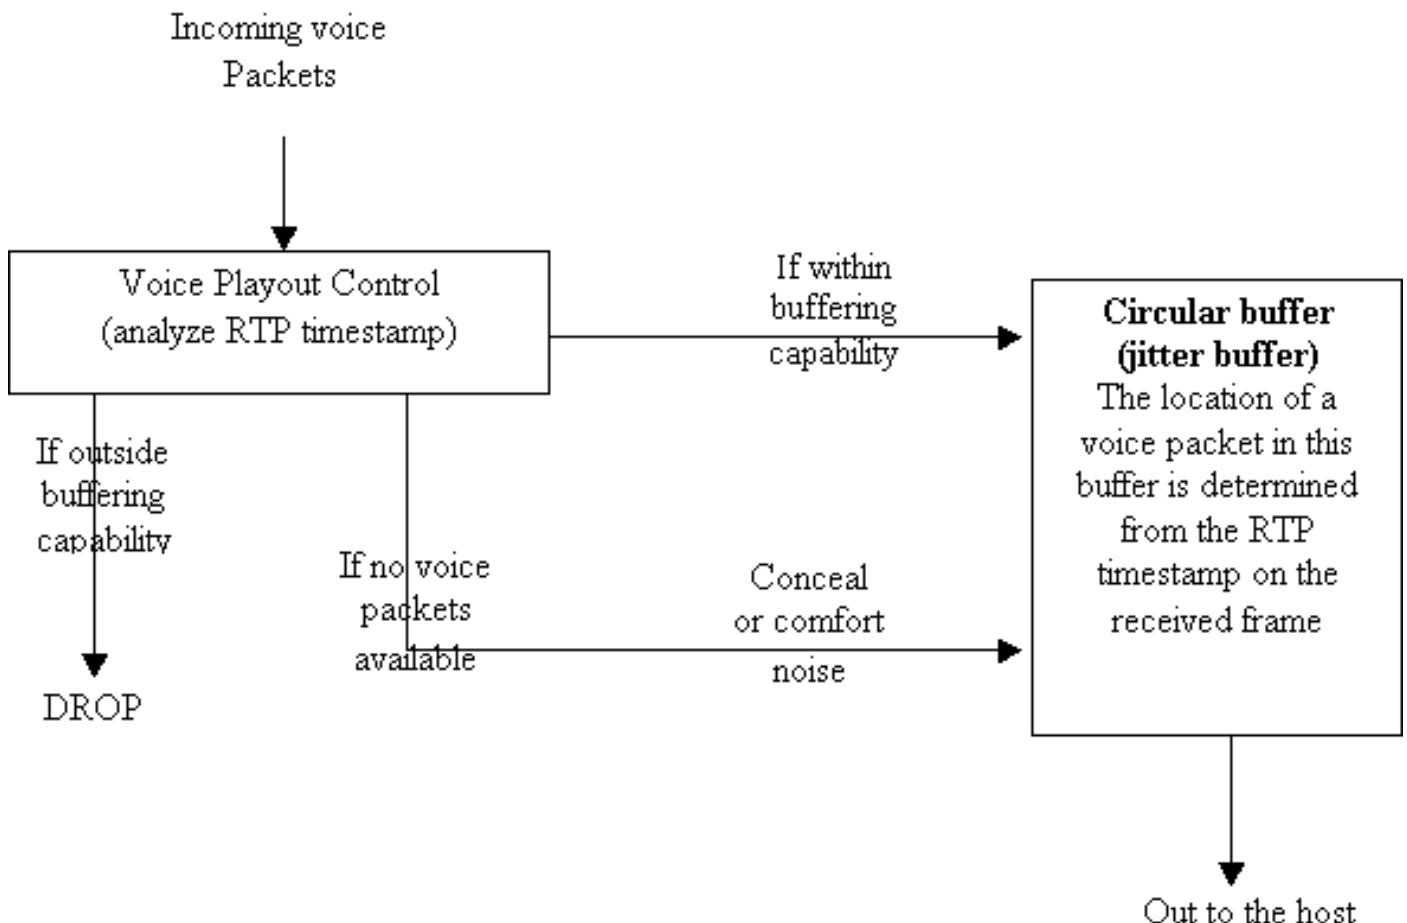 Incoming voice
Packets
Voice Playout Control
(analyze RTP timestamp)
If within
buffering
capability
Circular buffer
(jitter buffer)
The location of a
voice packet in this
buffer is determined
from the RTP
timestamp on the
received frame
If outside
buffering
capability
If no voice
packets
available
Conceal
or comfort
noise
DROP
Out to the host